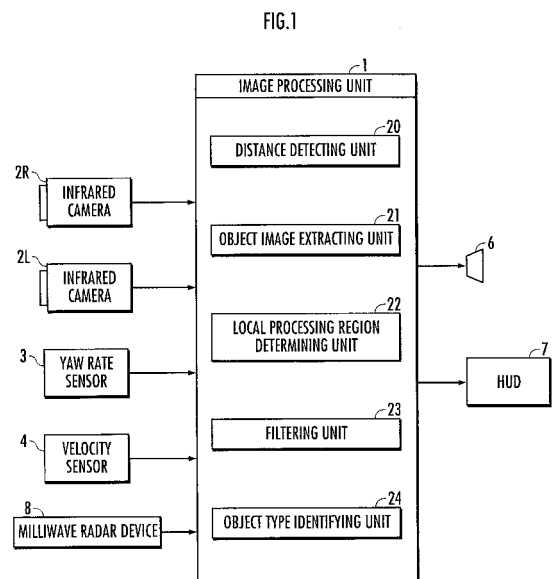 FIG.1
1
IMAGE PROCESSING UNIT
20
DISTANCE DETECTING UNIT
2R
INFRARED
CAMERA
21
OBJECT IMAGE EXTRACTING UNIT
6
2L
INFRARED
CAMERA
22
LOCAL PROCESSING REGION
DETERMINING UNIT
3
YAW RATE
SENSOR
7
HUD
23
FILTERING UNIT
4
VELOCITY
SENSOR
24
OBJECT TYPE IDENTIFYING UNIT
8
MILLIWAVE RADAR DEVICE